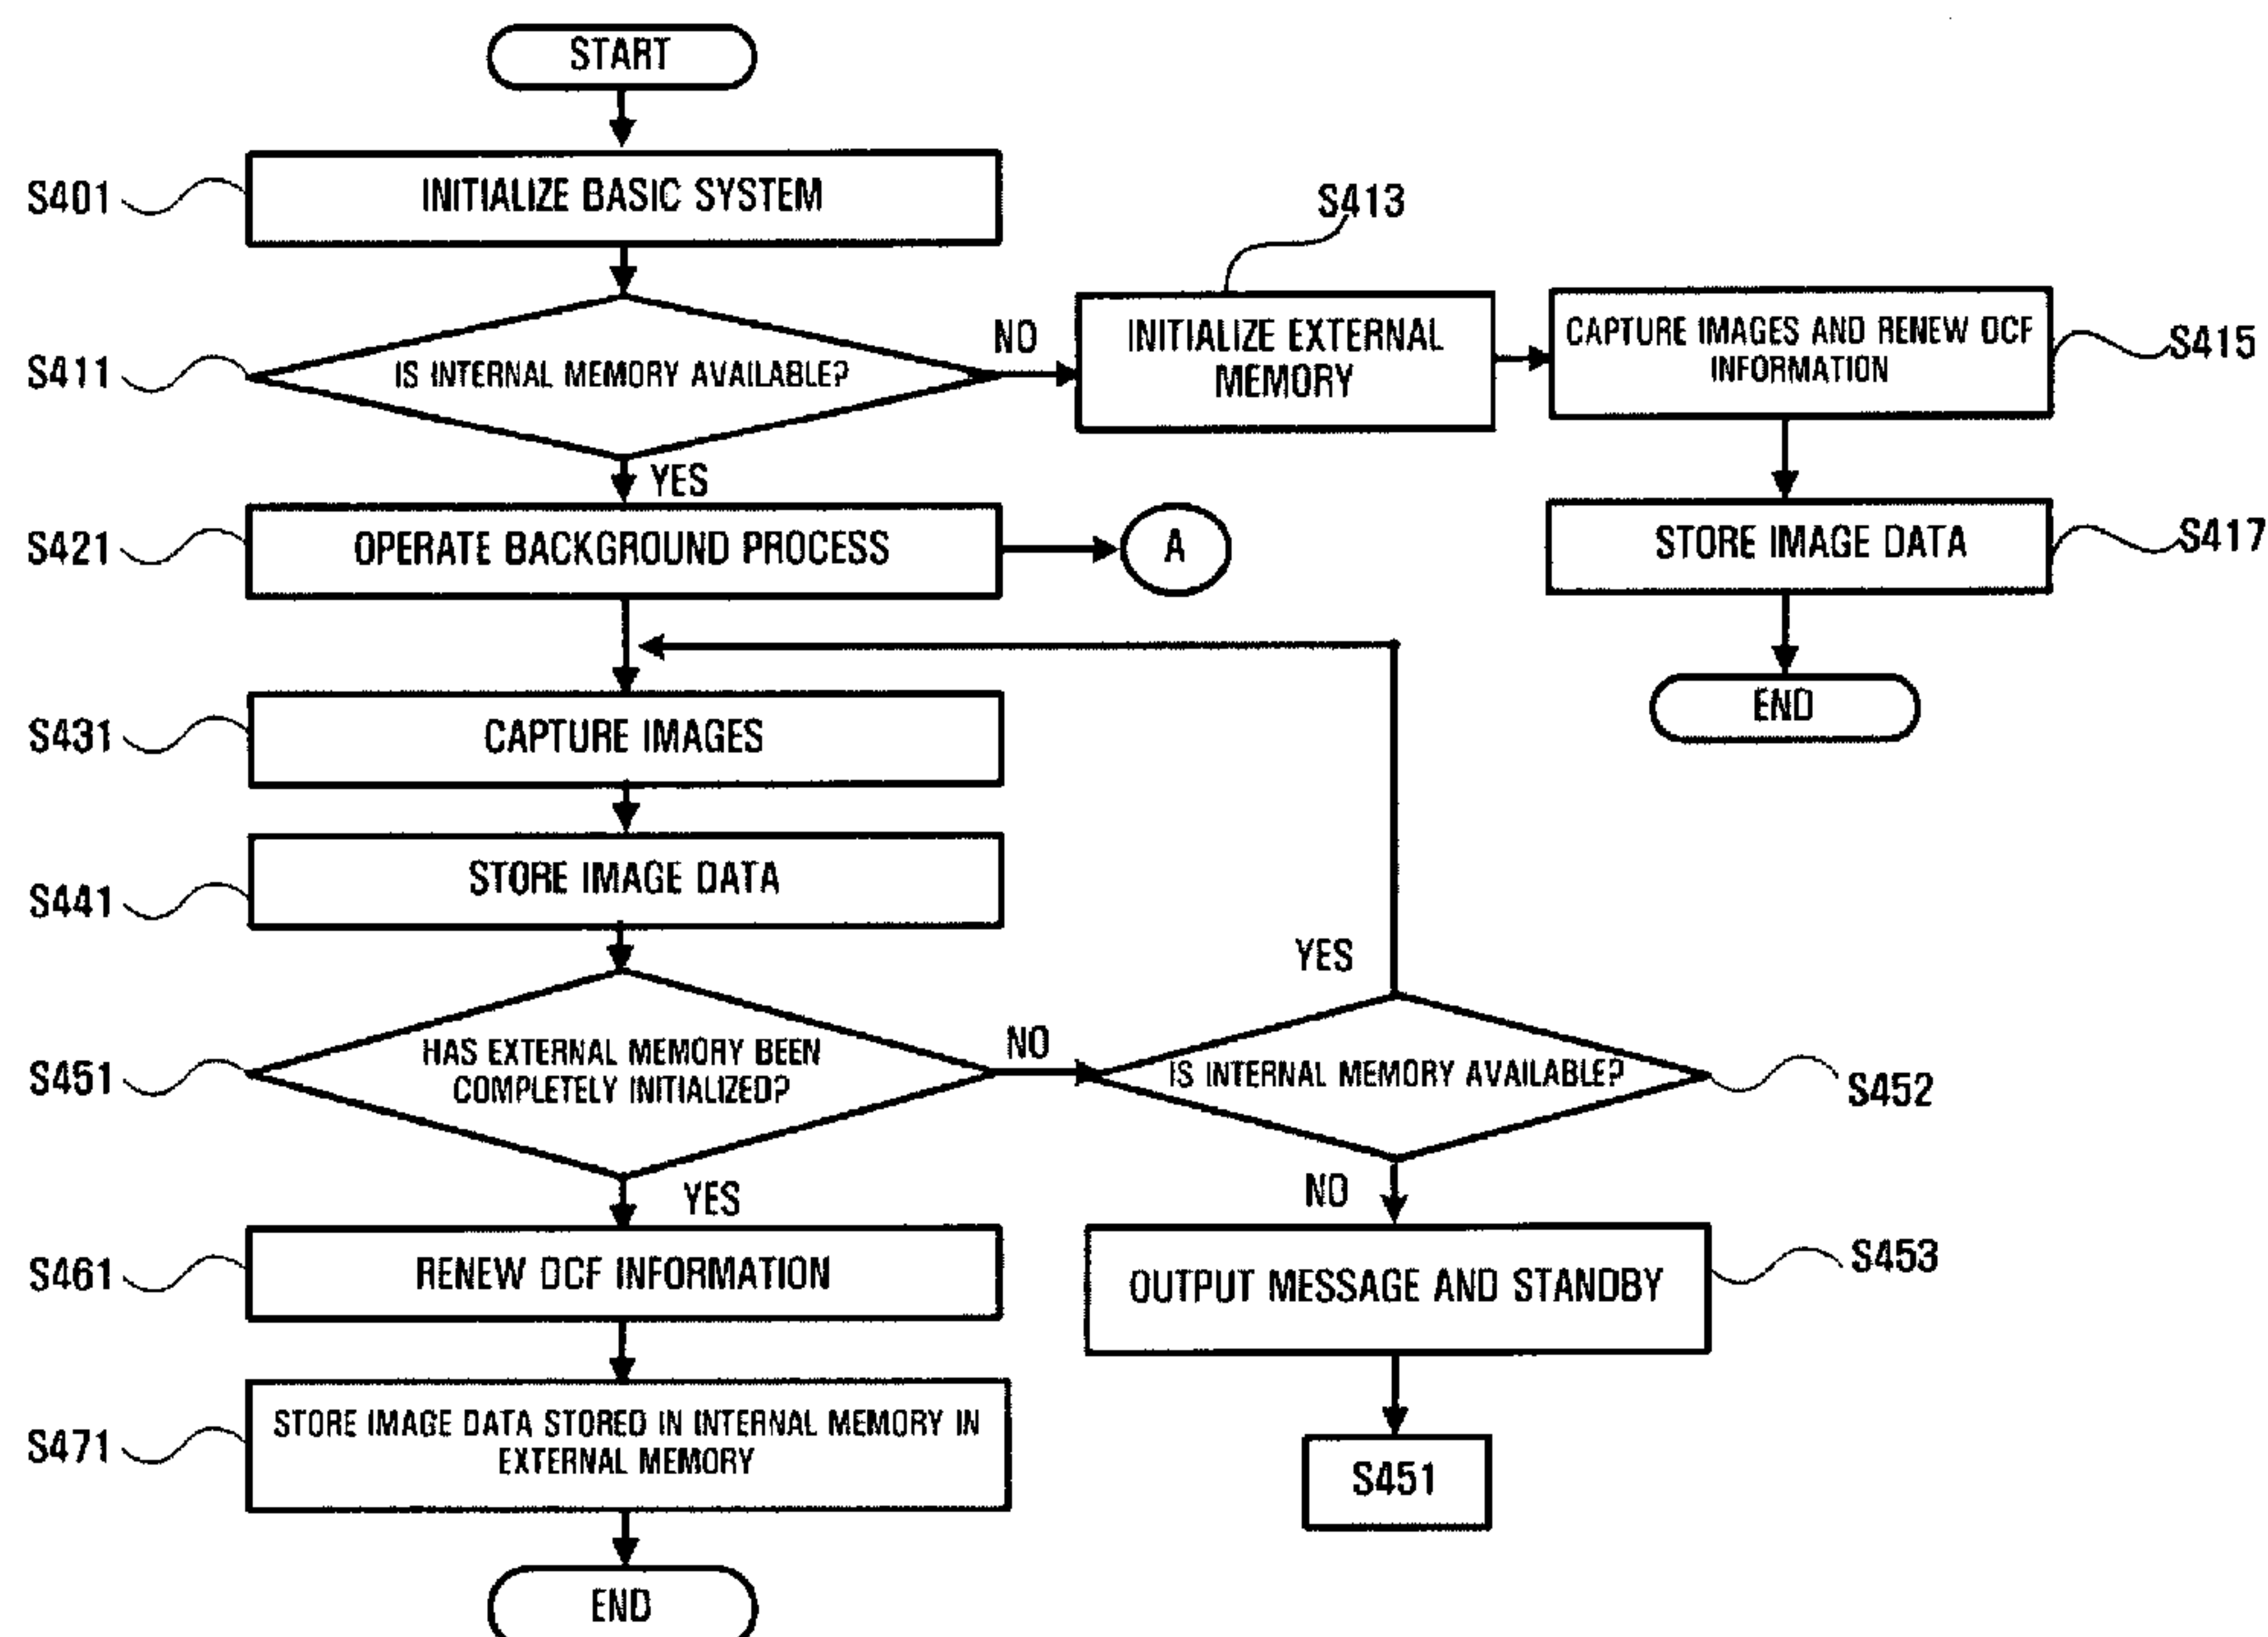 START
S401
INITIALIZE BASIC SYSTEM
S411
IS INTERNAL MEMORY AVAILABLE?
NO
S413
INITIALIZE EXTERNAL
MEMORY
CAPTURE IMAGES AND RENEW DCF
INFORMATION
S415
STORE IMAGE DATA
S417
END
YES
S421
OPERATE BACKGROUND PROCESS
A
S431
CAPTURE IMAGES
S441
STORE IMAGE DATA
S451
HAS EXTERNAL MEMORY BEEN
COMPLETELY INITIALIZED?
NO
YES
IS INTERNAL MEMORY AVAILABLE?
S452
YES
NO
S461
RENEW DCF INFORMATION
OUTPUT MESSAGE AND STANDBY
S453
S471
STORE IMAGE DATA STORED IN INTERNAL MEMORY IN
EXTERNAL MEMORY
S451
END